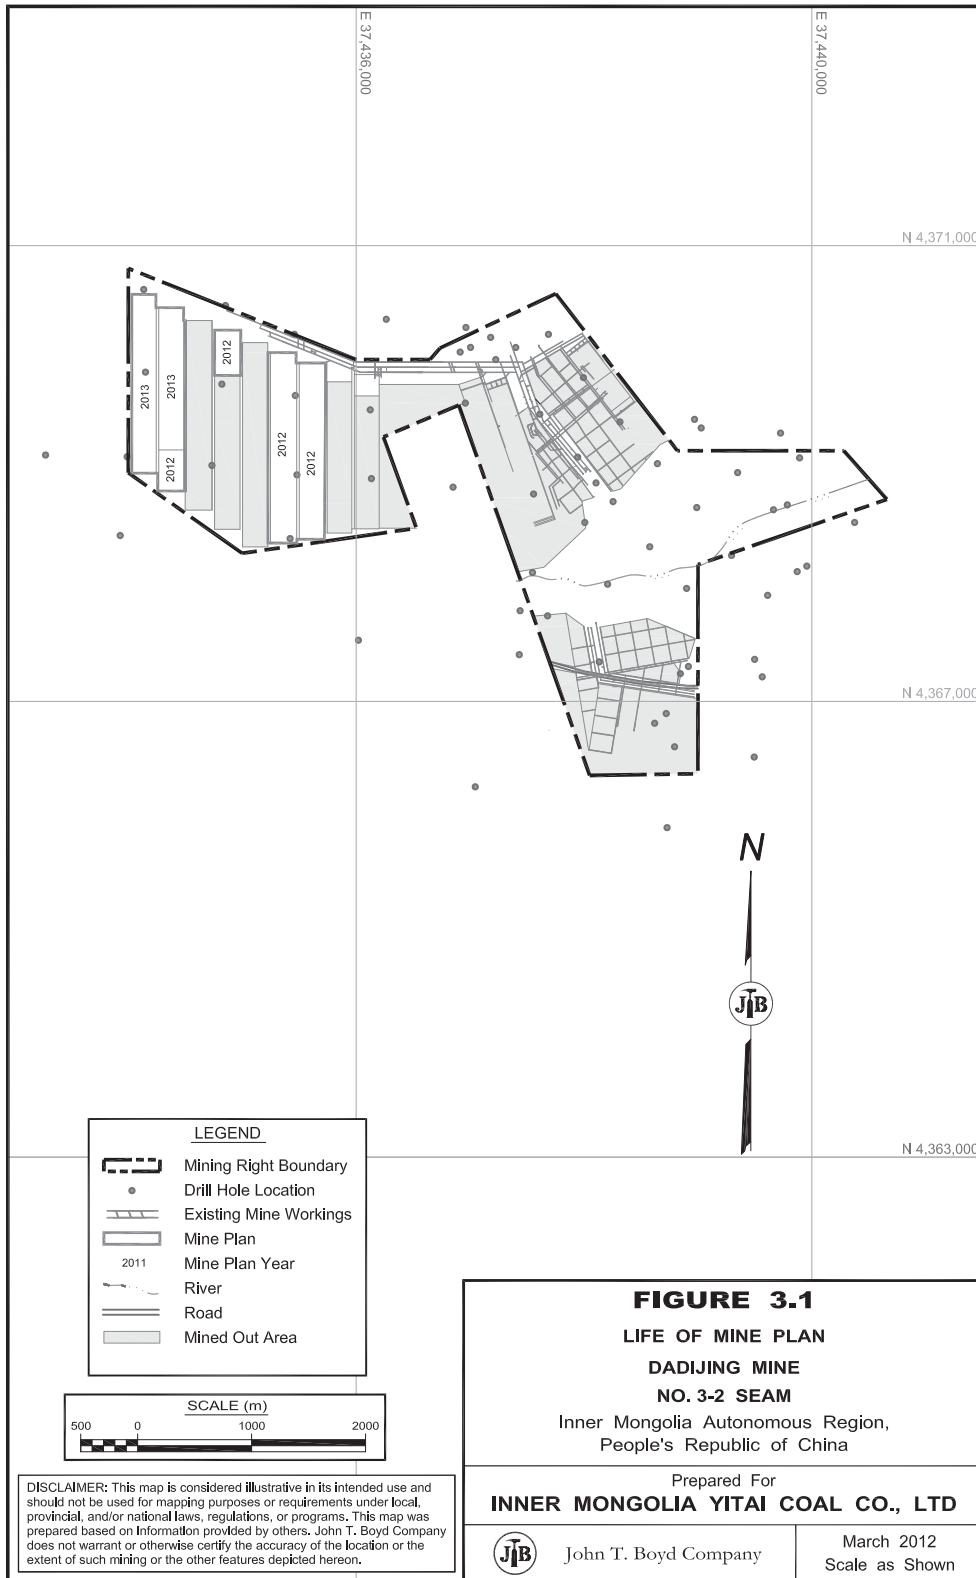 E 37,436,000
E 37,440,000
N 4,371,000
2012
2013
2013
2012
2012
2012
N 4,367,000
N
JTB
N 4,363,000
LEGEND
Mining Right Boundary
Drill Hole Location
Existing Mine Workings
Mine Plan
2011 Mine Plan Year
River
Road
Mined Out Area
SCALE (m)
500 0 1000 2000
DISCLAIMER: This map is considered illustrative in its intended use and
should not be used for mapping purposes or requirements under local,
provincial, and/or national laws, regulations, or programs. This map was
prepared based on information provided by others. John T. Boyd Company
does not warrant or otherwise certify the accuracy of the location or the
extent of such mining or the other features depicted hereon.
FIGURE 3.1
LIFE OF MINE PLAN
DADIJING MINE
NO. 3-2 SEAM
Inner Mongolia Autonomous Region,
People's Republic of China
Prepared For
INNER MONGOLIA YITAI COAL CO., LTD
JTB
John T. Boyd Company
March 2012
Scale as Shown